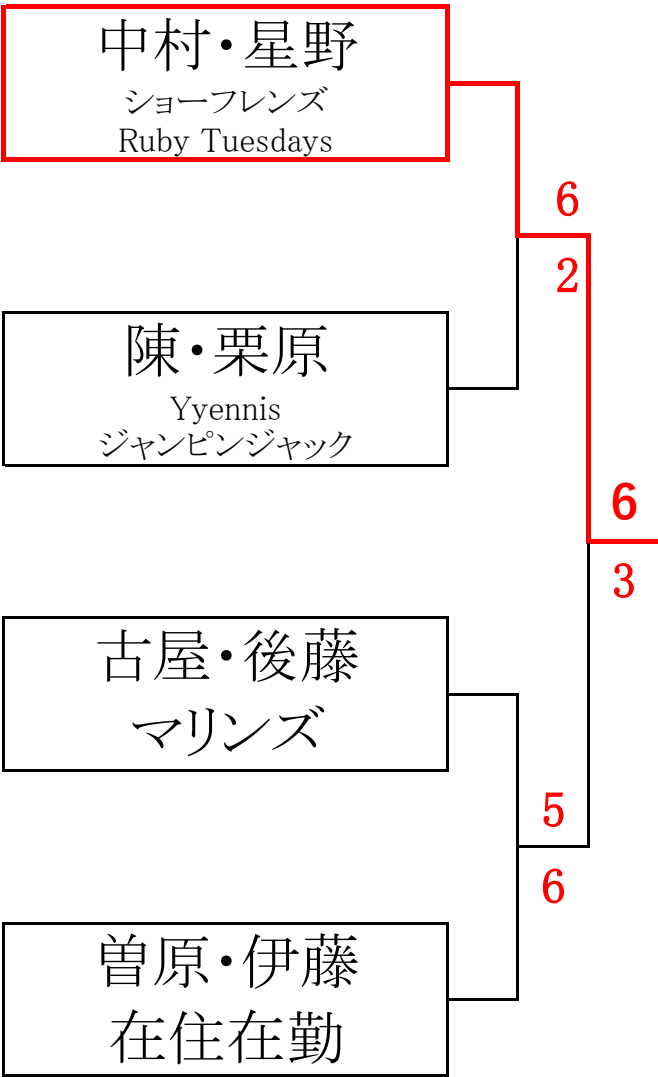 中村・星野
ショーフレンズ
Ruby Tuesdays
6
2
陳・栗原
Yyennis
ジャンピンジャック
6
3
古屋・後藤
マリンズ
5
6
曽原・伊藤
在住在勤